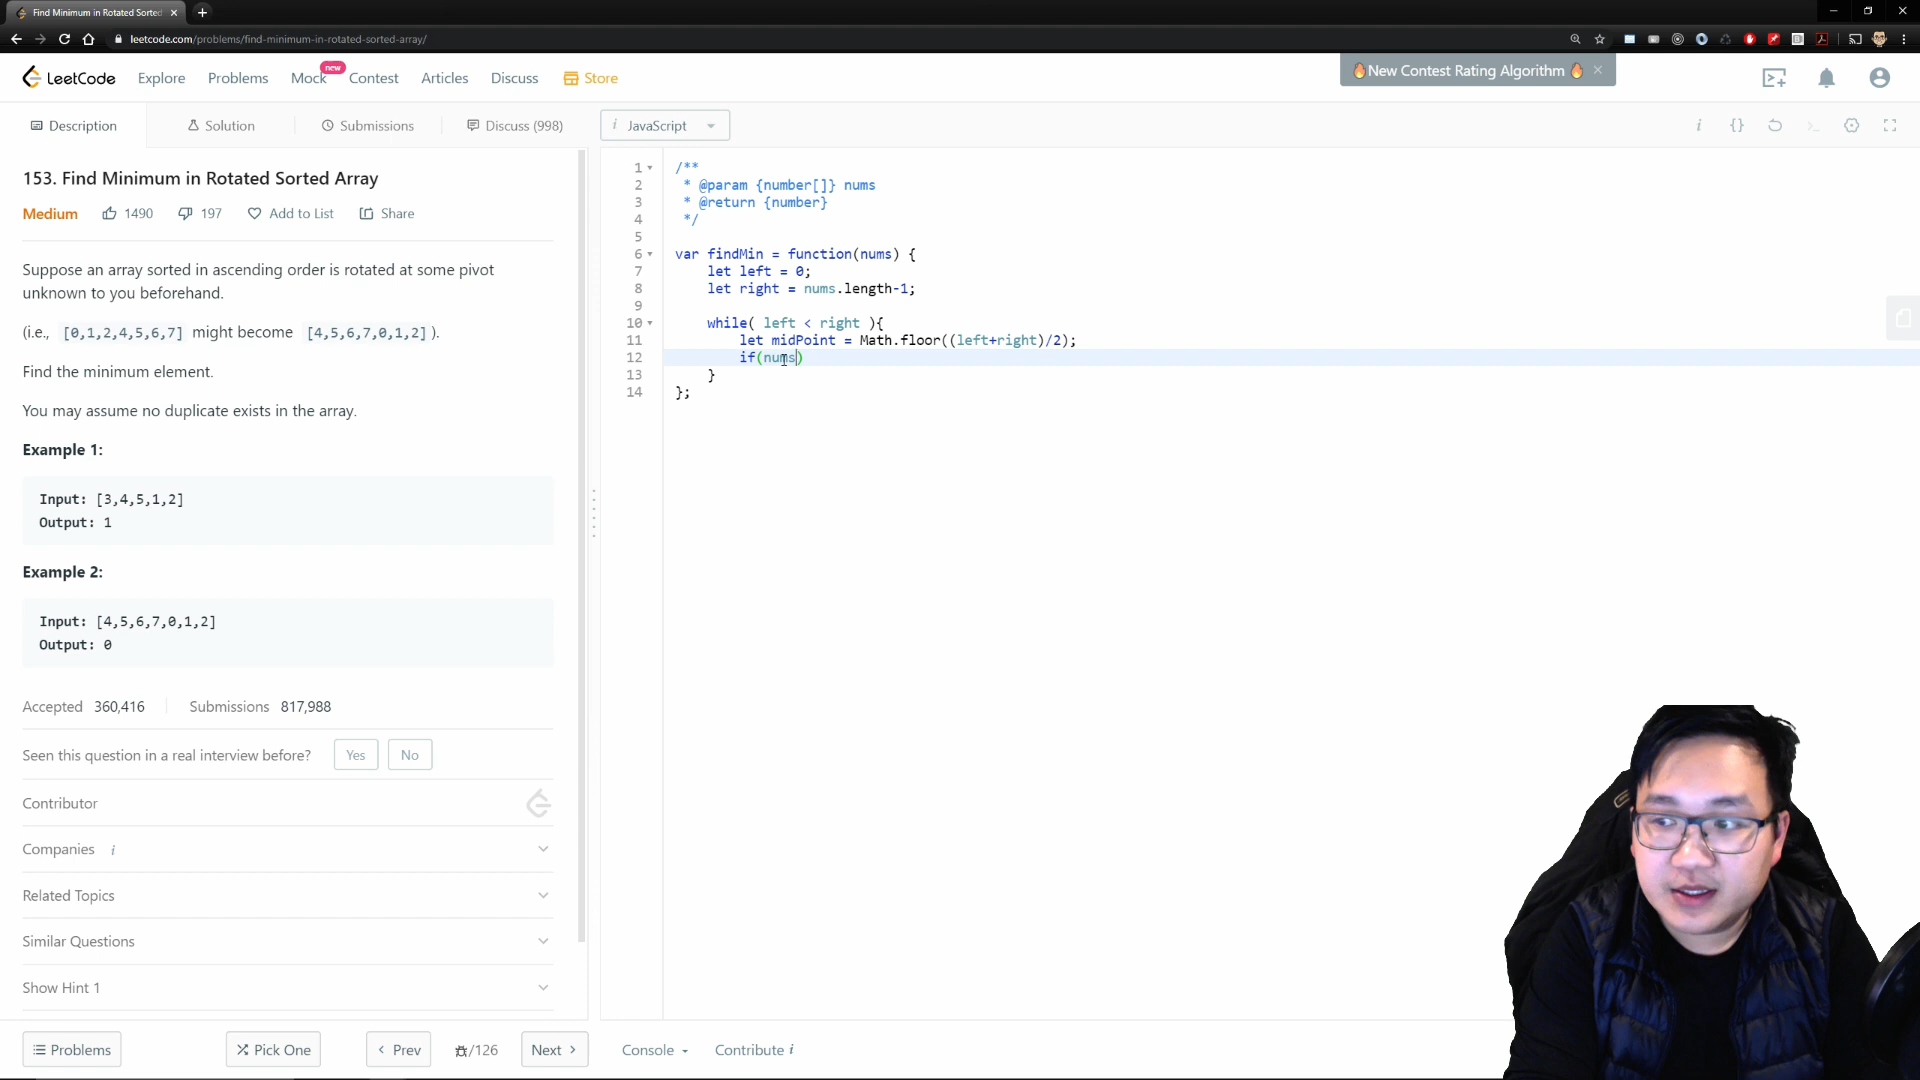 Find Minimum in Rotated Sorted
leetcode.com/problems/find-minimum-in-rotated-sorted-array/
LeetCode
Explore
Problems
Mock
new
Contest
Articles
Discuss
Store
New Contest Rating Algorithm
Description
Solution
Submissions
Discuss (998)
i JavaScript
153. Find Minimum in Rotated Sorted Array
Medium
1490
197
Add to List
Share
Suppose an array sorted in ascending order is rotated at some pivot
unknown to you beforehand.
(i.e., [0,1,2,4,5,6,7] might become [4,5,6,7,0,1,2]).
Find the minimum element.
You may assume no duplicate exists in the array.
Example 1:
Input: [3,4,5,1,2]
Output: 1
Example 2:
Input: [4,5,6,7,0,1,2]
Output: 0
Accepted 360,416
Submissions 817,988
Seen this question in a real interview before?
Yes
No
Contributor
Companies i
Related Topics
Similar Questions
Show Hint 1
Problems
Pick One
Prev
/126
Next
1 /**
2 * @param {number[]} nums
3 * @return {number}
4 */
5
6 var findMin = function(nums) {
7 let left = 0;
8 let right = nums.length-1;
9
10 while( left < right ){
11 let midPoint = Math.floor((left+right)/2);
12 if(nums)
13 }
14 };
Console
Contribute i